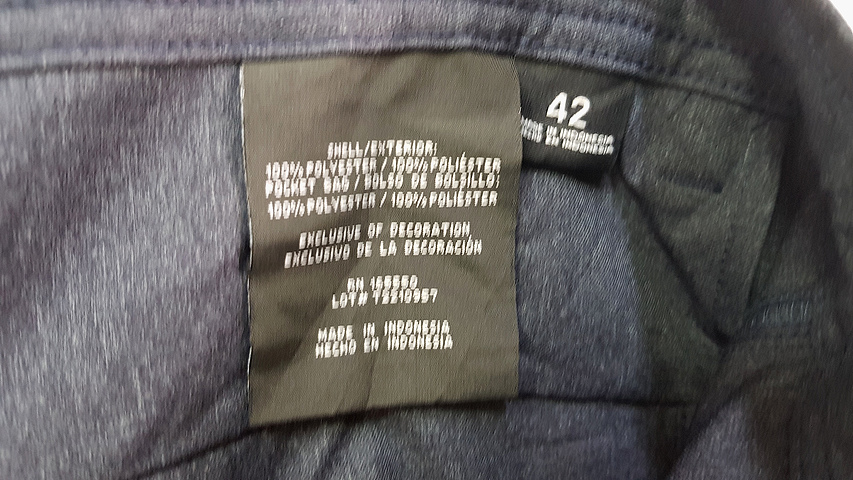 SHELL/EXTERIOR:
100% POLYESTER / 100% POLIÉSTER
POCKET BAG / BOLSO DE BOLSILLO:
100% POLYESTER / 100% POLIÉSTER
EXCLUSIVE OF DECORATION
EXCLUSIVO DE LA DECORACIÓN
RN
LOT#
MADE IN INDONESIA
HECHO EN INDONESIA
42
MADE IN INDONESIA
HECHO EN INDONESIA